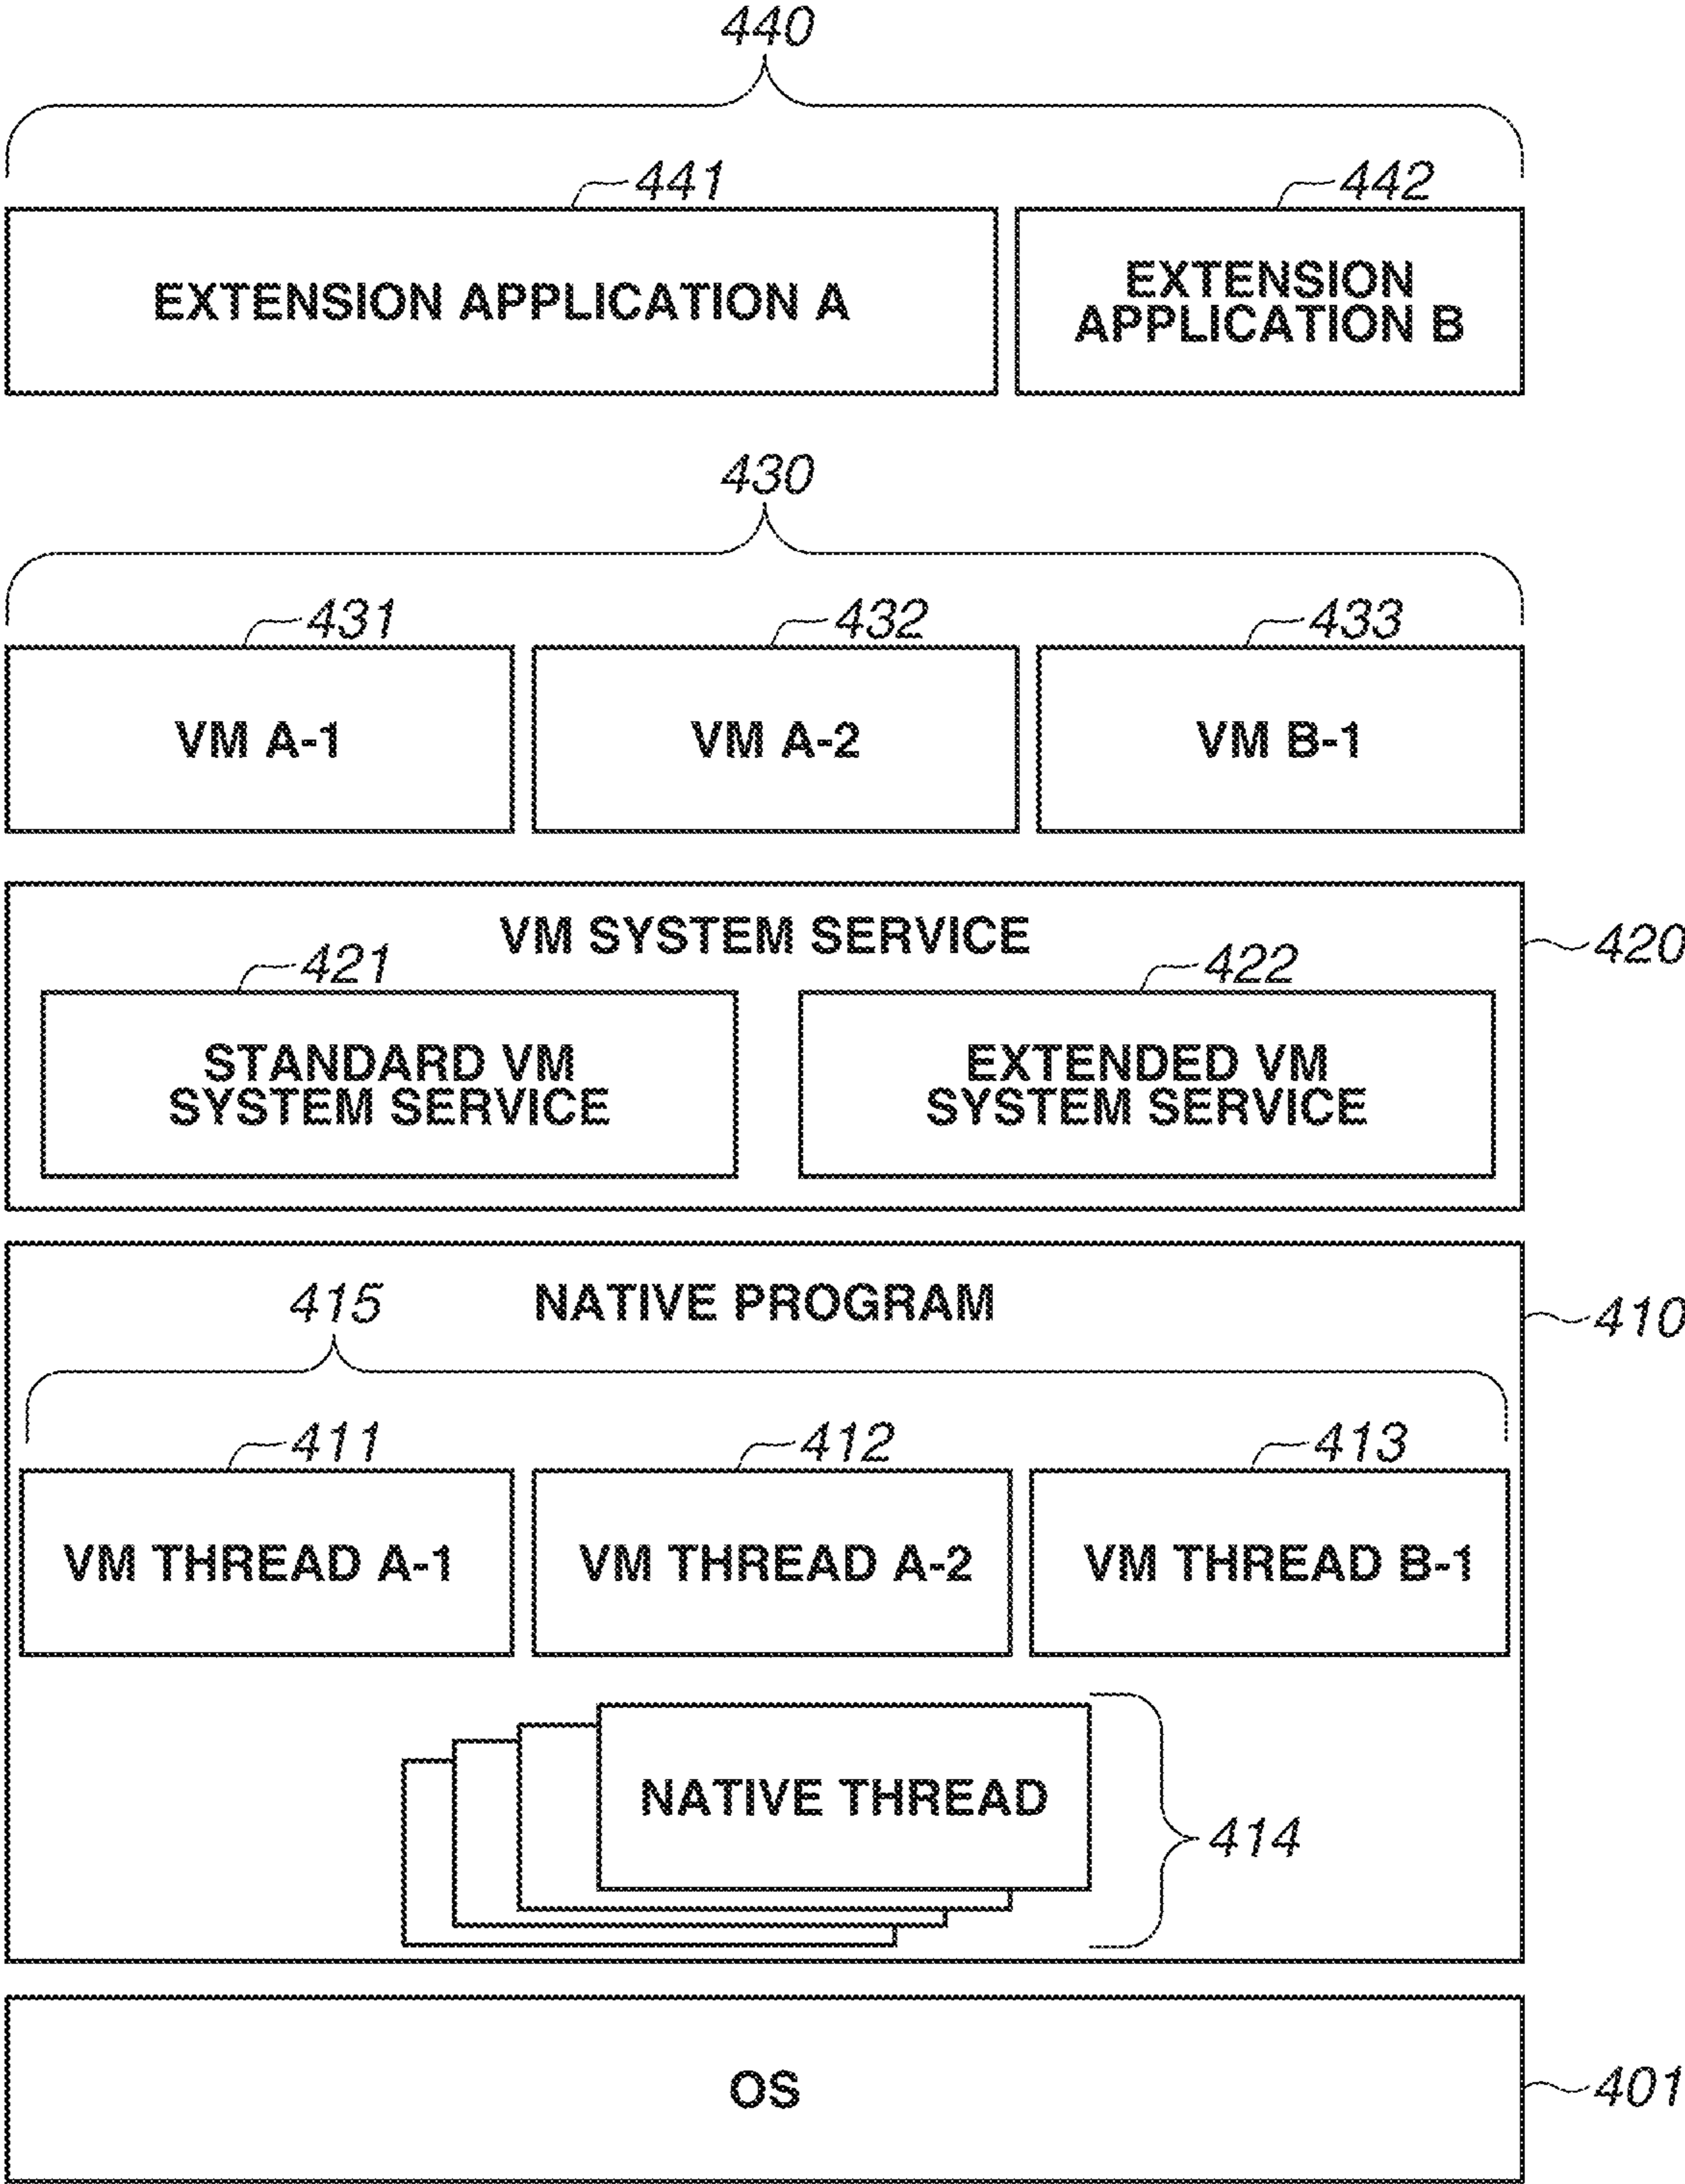 440
441
442
EXTENSION APPLICATION A
EXTENSION
APPLICATION B
430
431
432
433
VM A-1
VM A-2
VM B-1
VM SYSTEM SERVICE
420
421
422
STANDARD VM
SYSTEM SERVICE
EXTENDED VM
SYSTEM SERVICE
415
NATIVE PROGRAM
410
411
412
413
VM THREAD A-1
VM THREAD A-2
VM THREAD B-1
NATIVE THREAD
414
OS
401